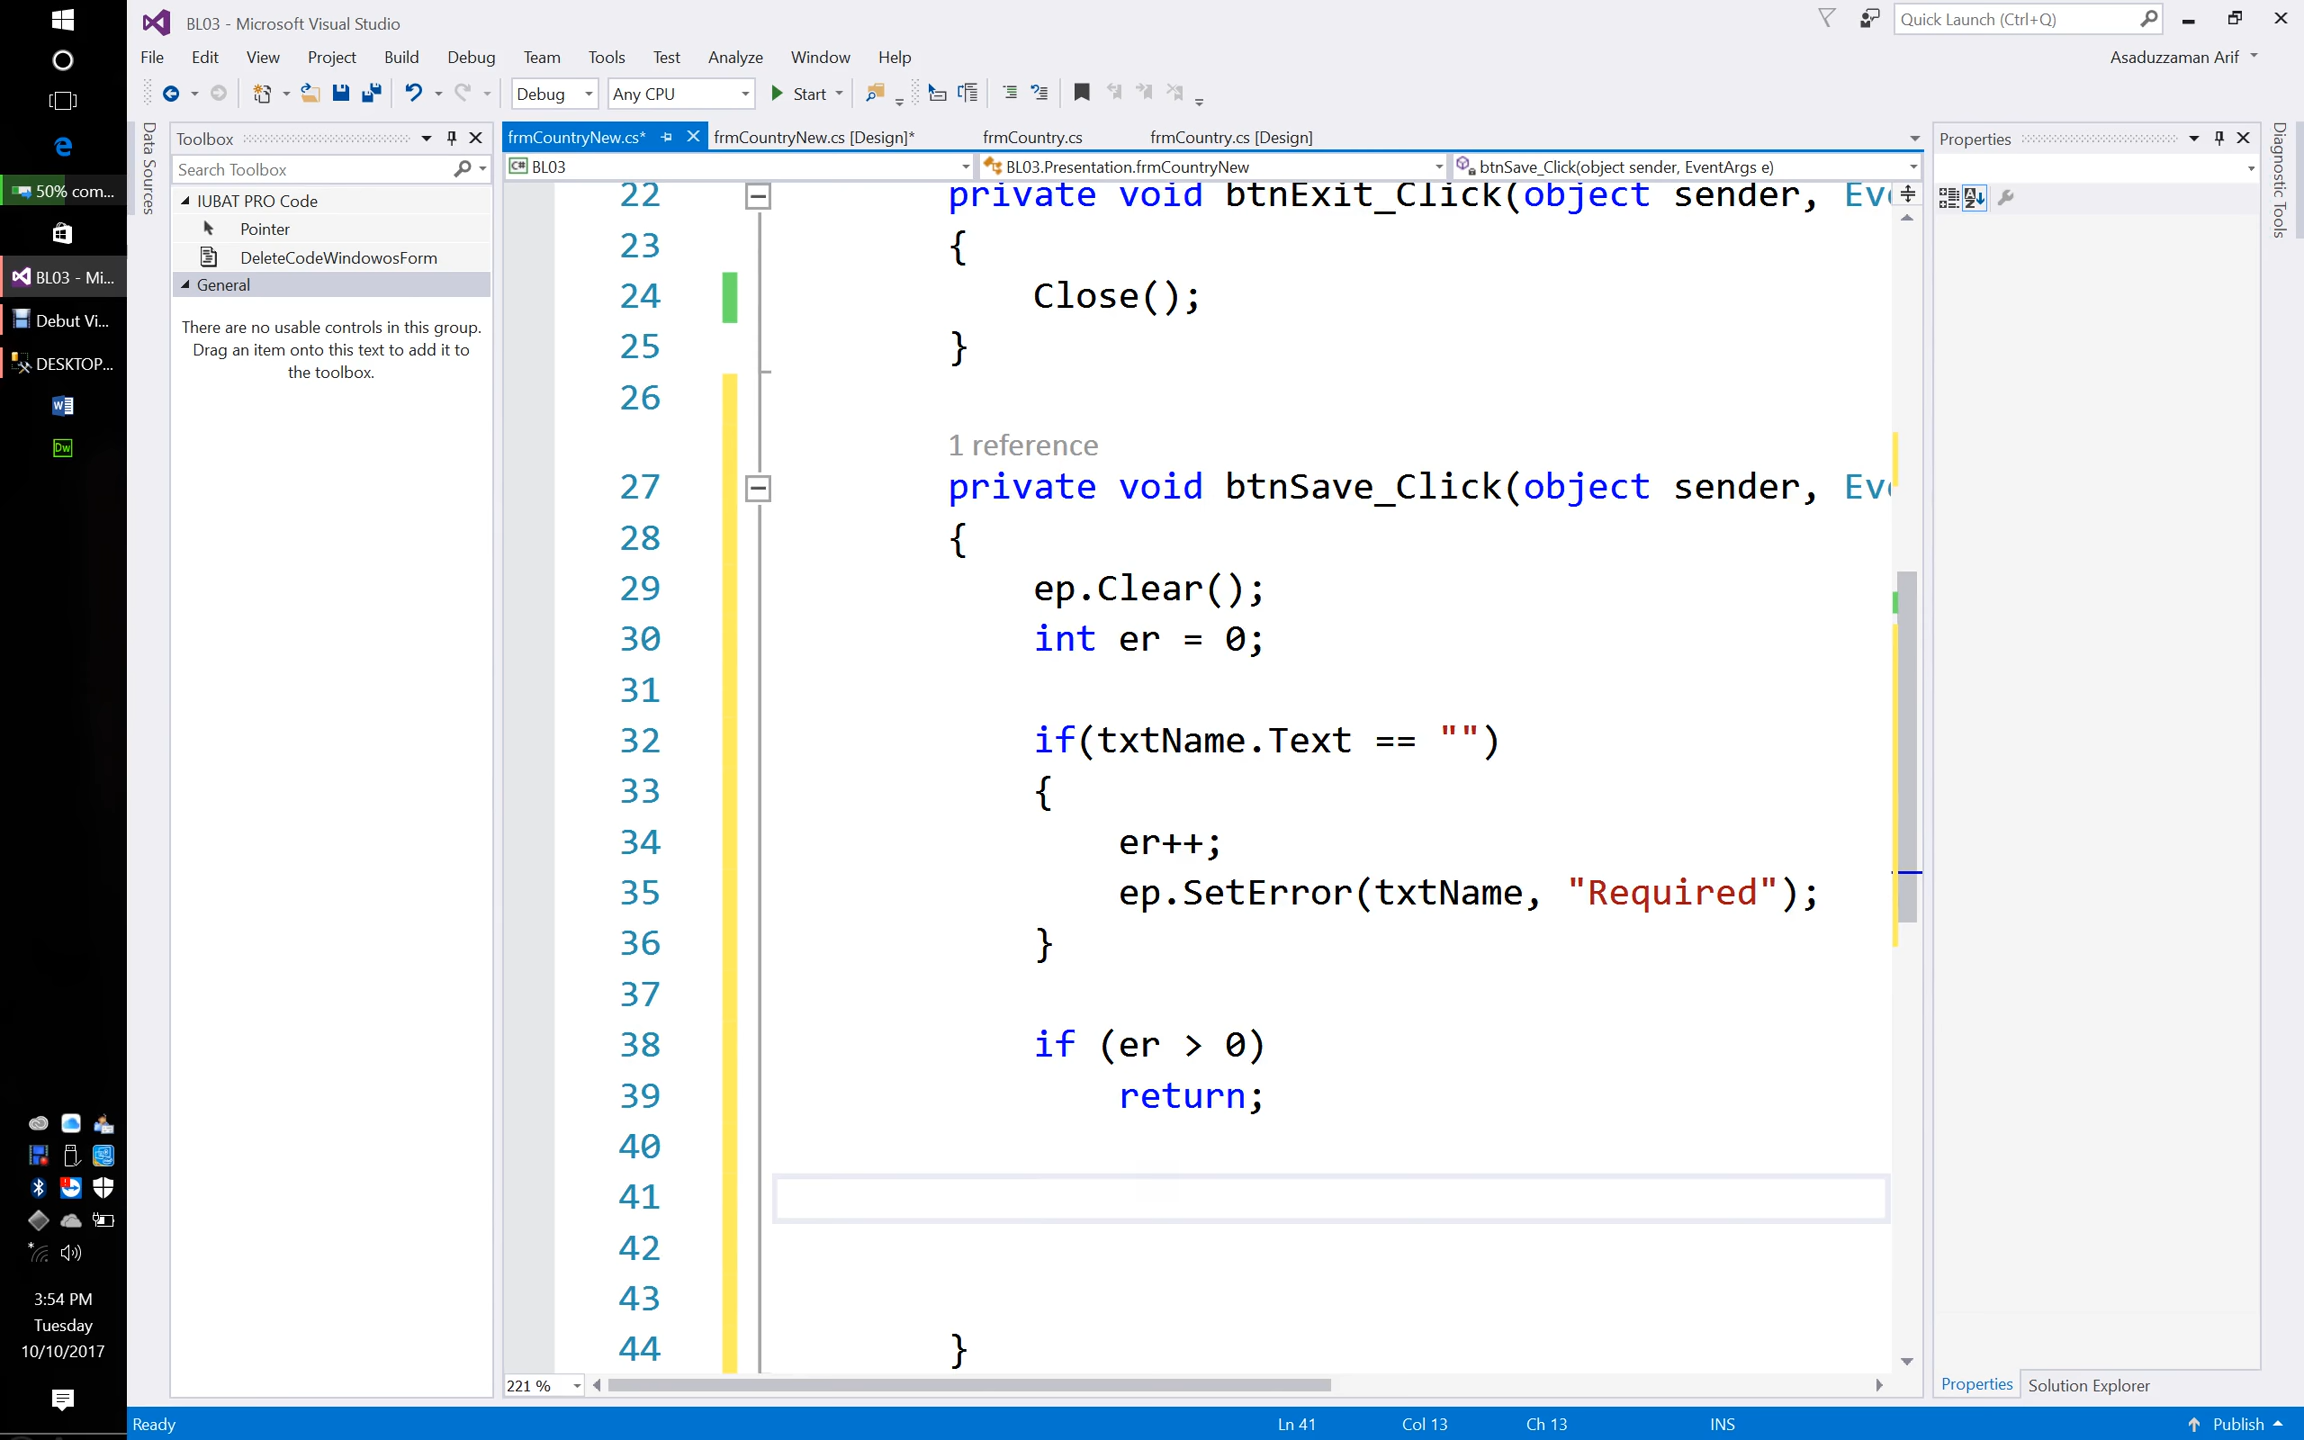 BL03 - Microsoft Visual Studio
Quick Launch (Ctrl+Q)
File Edit View Project Build Debug Team Tools Test Analyze Window Help
Asaduzzaman Arif
Debug Any CPU Start
50% com...
BL03 - Mi...
Debut Vi...
DESKTOP...
Dw
3:54 PM
Tuesday
10/10/2017
Data Sources
Toolbox
Search Toolbox
IUBAT PRO Code
Pointer
DeleteCodeWindowosForm
General
There are no usable controls in this group.
Drag an item onto this text to add it to
the toolbox.
frmCountryNew.cs* frmCountryNew.cs [Design]* frmCountry.cs frmCountry.cs [Design]
C# BL03 BL03.Presentation.frmCountryNew btnSave_Click(object sender, EventArgs e)
22 private void btnExit_Click(object sender, Eve
23 {
24 Close();
25 }
26
1 reference
27 private void btnSave_Click(object sender, Eve
28 {
29 ep.Clear();
30 int er = 0;
31
32 if(txtName.Text == "")
33 {
34 er++;
35 ep.SetError(txtName, "Required");
36 }
37
38 if (er > 0)
39 return;
40
41
42
43
44 }
221 %
Properties
Diagnostic Tools
Properties Solution Explorer
Ready Ln 41 Col 13 Ch 13 INS Publish